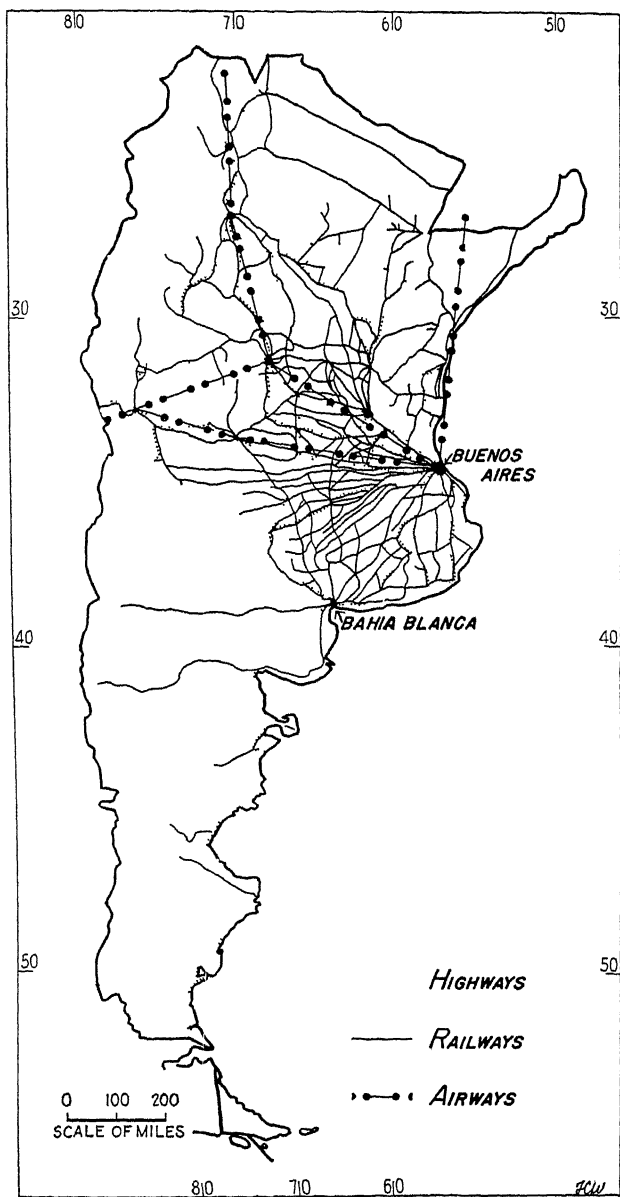 80 70 60 50
30 30
BUENOS
AIRES
BAHIA BLANCA
40 40
50 50
HIGHWAYS
RAILWAYS
AIRWAYS
0 100 200
SCALE OF MILES
80 70 60
HCW